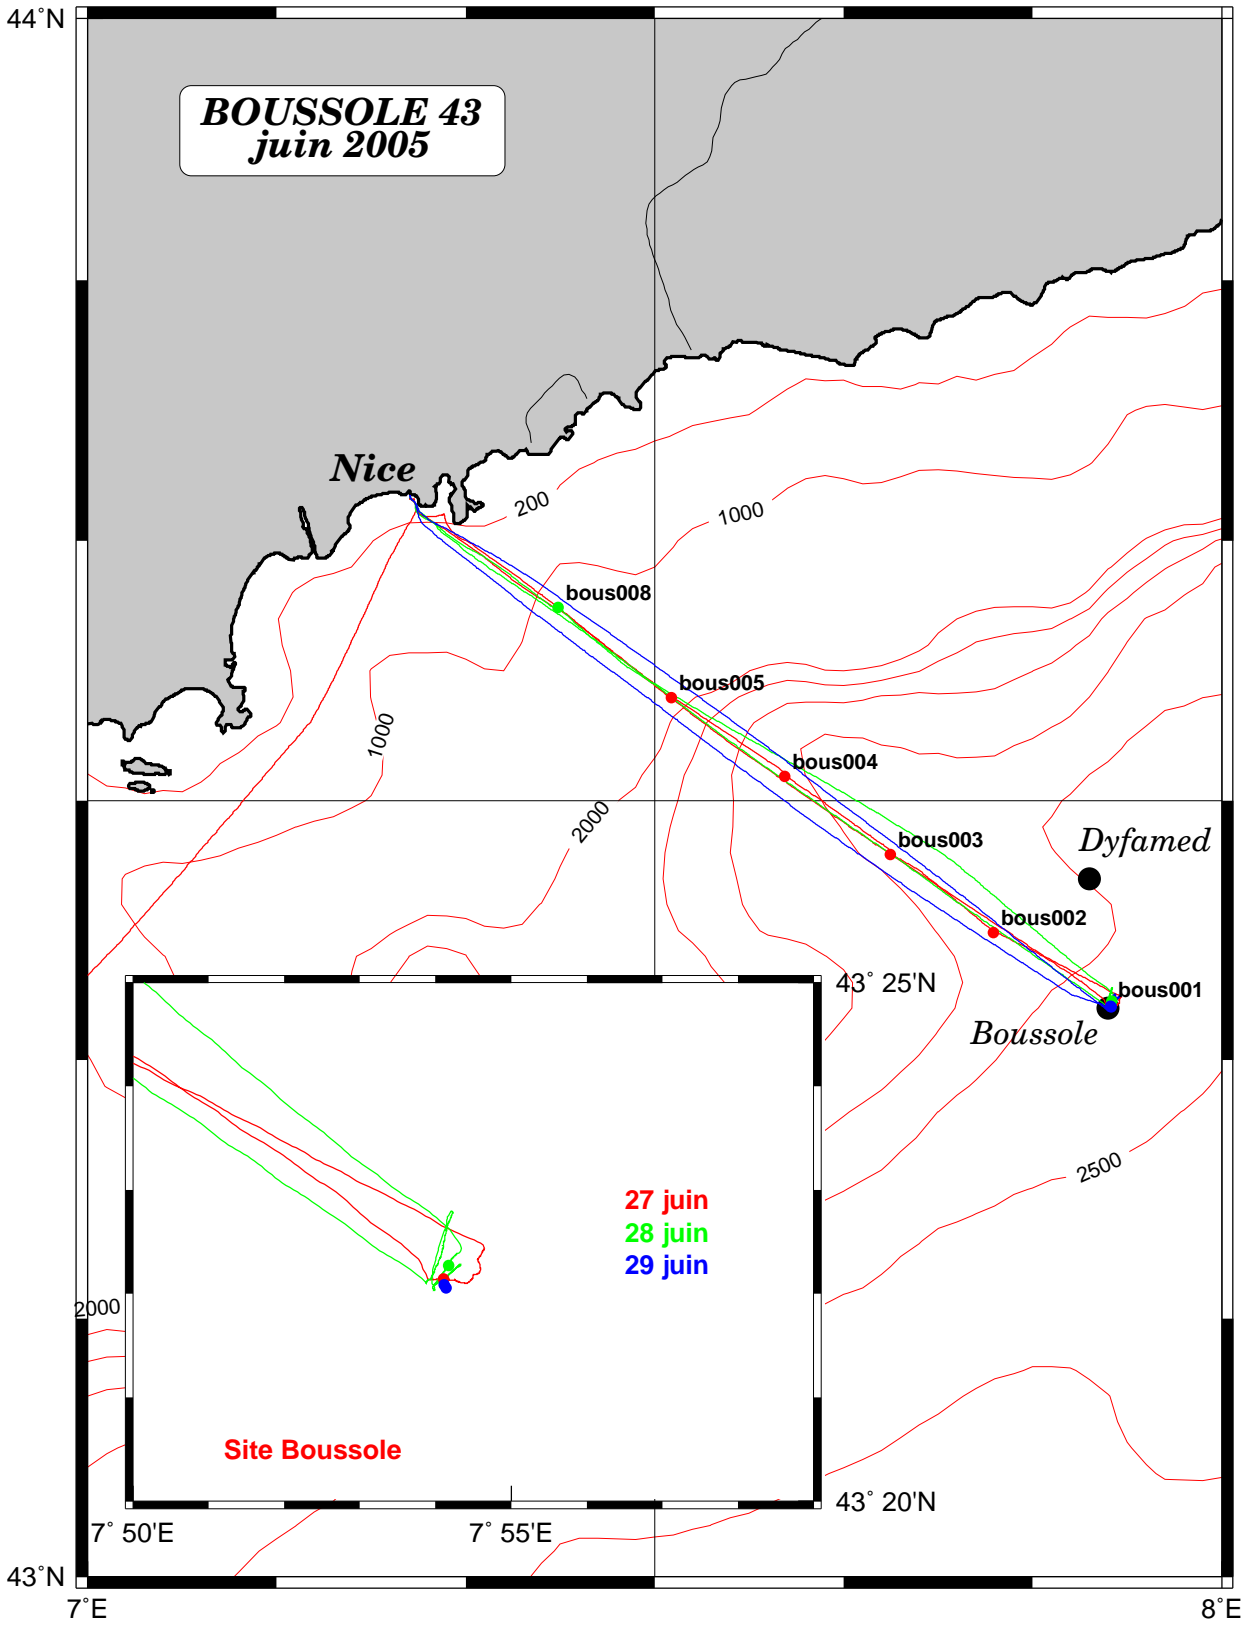 44°N
BOUSSOLE 43
juin 2005
Nice
200
1000
bous008
bous005
1000
bous004
2000
bous003
Dyfamed
bous002
43° 25'N
bous001
Boussole
2500
27 juin
28 juin
29 juin
2000
Site Boussole
43° 20'N
7° 50'E
7° 55'E
43°N
7°E
8°E